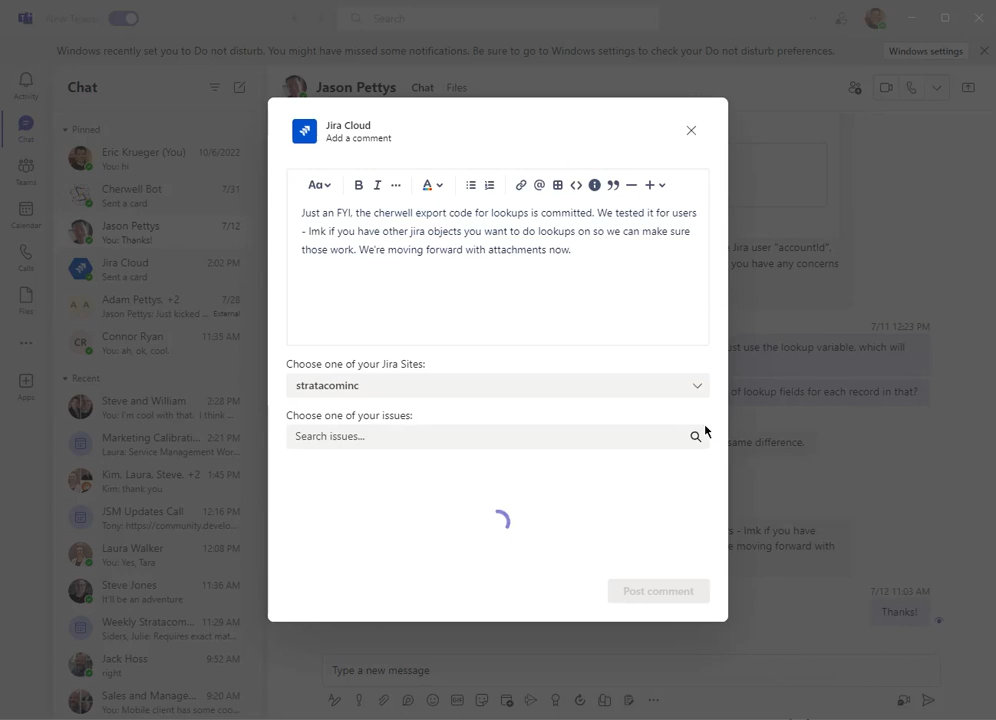 New Teams
Search
Windows recently set you to Do not disturb. You might have missed some notifications. Be sure to go to Windows settings to check your Do not disturb preferences.
Windows settings
Activity
Chat
Teams
Calendar
Calls
Files
Apps
Chat
Pinned
Eric Krueger (You) 10/6/2022
You: hi
Cherwell Bot 7/31
Sent a card
Jason Pettys 7/12
You: Thanks!
Jira Cloud 2:02 PM
Sent a card
Adam Pettys, +2 7/28
Jason Pettys: Just kicked ... External
Connor Ryan 11:35 AM
You: ah, ok, cool.
Recent
Steve and William 2:28 PM
You: I'm cool with that. I think ...
Marketing Calibrati... 2:21 PM
Laura: Service Management Wor...
Kim, Laura, Steve, +2 1:45 PM
Kim: thank you
JSM Updates Call 12:16 PM
Tony: https://community.develo...
Laura Walker 12:08 PM
You: Yes, Tara
Steve Jones 11:36 AM
It'll be an adventure
Weekly Stratacom... 11:29 AM
Siders, Julie: Requires exact mat...
Jack Hoss 9:52 AM
right
Sales and Manage... 9:20 AM
You: Mobile client has some coo...
Jason Pettys Chat Files
Jira Cloud
Add a comment
Aa B I A
Just an FYI, the cherwell export code for lookups is committed. We tested it for users
- lmk if you have other jira objects you want to do lookups on so we can make sure
those work. We're moving forward with attachments now.
Choose one of your Jira Sites:
stratacominc
Choose one of your issues:
Search issues...
Post comment
Jira user "accountId".
you have any concerns
7/11 12:23 PM
just use the lookup variable, which will
of lookup fields for each record in that?
same difference.
- lmk if you have
moving forward with
7/12 11:03 AM
Thanks!
Type a new message